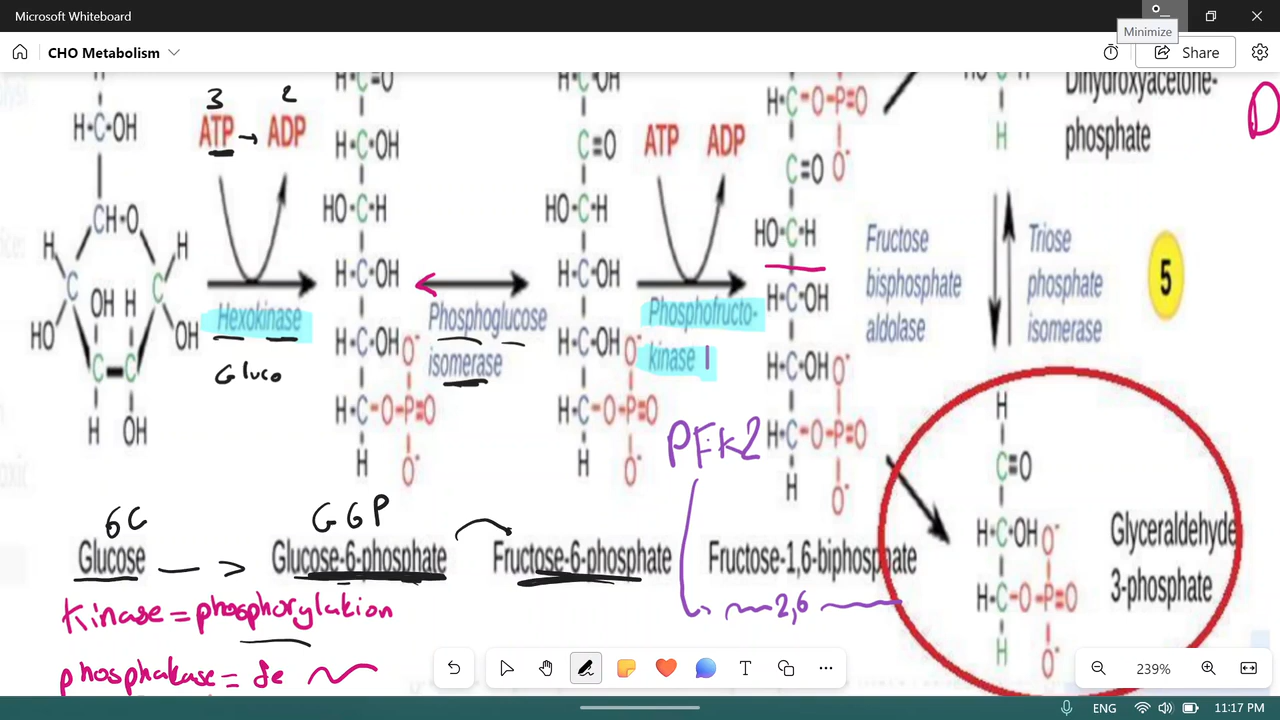 Microsoft Whiteboard
CHO Metabolism
Minimize
Share
3 2
ATP → ADP
Hexokinase
Gluco
Phosphoglucose
isomerase
ATP ADP
Phosphofructo-
kinase 1
PFK2
Fructose
bisphosphate
aldolase
Dihydroxyacetone-
phosphate
D
Triose
phosphate
isomerase
5
H-C-OH
CH-O
H
H
C
C
OH H
HO
OH
C
C
H OH
H
H-C=O
H-C-OH
HO-C-H
H-C-OH
H-C-OH O-
H-C-O-P=O
H O-
H-C-OH
C=O
HO-C-H
H-C-OH
H-C-OH O-
H-C-O-P=O
H O-
H-C-O-P=O
C=O O-
HO-C-H
H-C-OH
H-C-OH O-
H-C-O-P=O
H O-
H
H
C=O
H-C-OH O-
H-C-O-P=O
H O-
Glyceraldehyde
3-phosphate
6C
G6P
Glucose
Glucose-6-phosphate
Fructose-6-phosphate
Fructose-1,6-biphosphate
2,6
Kinase = phosphorylation
phosphatase = de
239%
ENG
11:17 PM